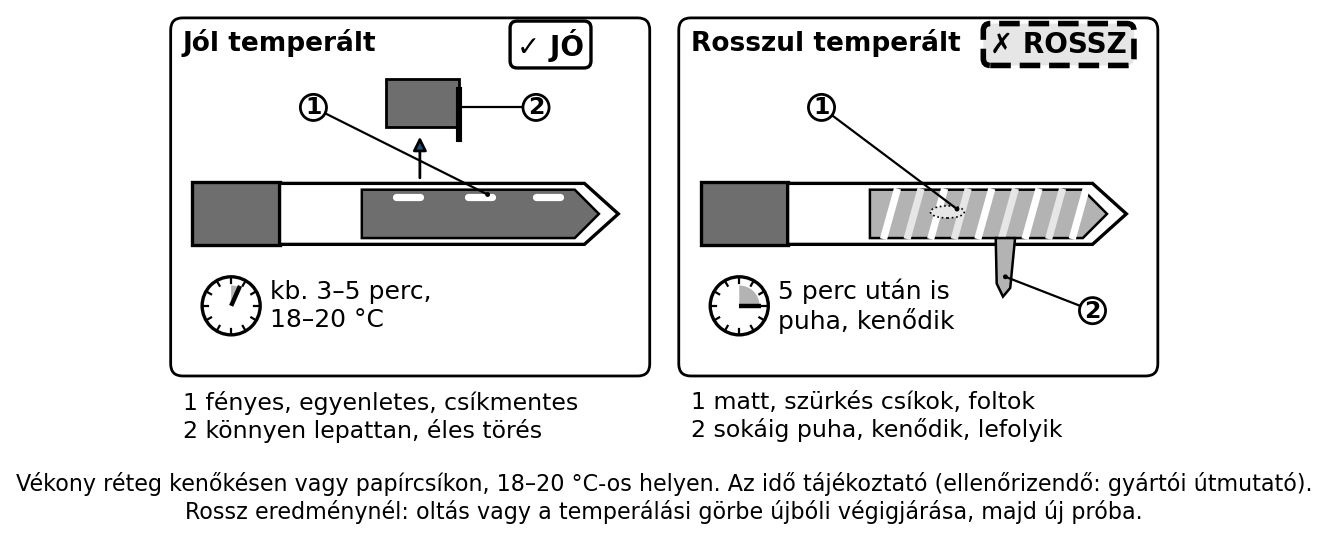 Jól temperált
✓ JÓ
1
2
kb. 3–5 perc,
18–20 °C
1 fényes, egyenletes, csíkmentes
2 könnyen lepattan, éles törés
Rosszul temperált
✗ ROSSZ
1
5 perc után is
puha, kenődik
2
1 matt, szürkés csíkok, foltok
2 sokáig puha, kenődik, lefolyik
Vékony réteg kenőkésen vagy papírcsíkon, 18–20 °C-os helyen. Az idő tájékoztató (ellenőrizendő: gyártói útmutató).
Rossz eredménynél: oltás vagy a temperálási görbe újbóli végigjárása, majd új próba.